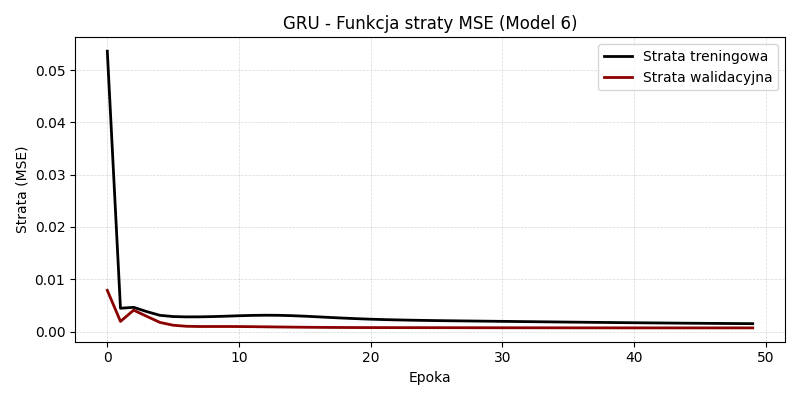 GRU - Funkcja straty MSE (Model 6)
Strata treningowa
Strata walidacyjna
Strata (MSE)
0.05
0.04
0.03
0.02
0.01
0.00
0 10 20 30 40 50
Epoka